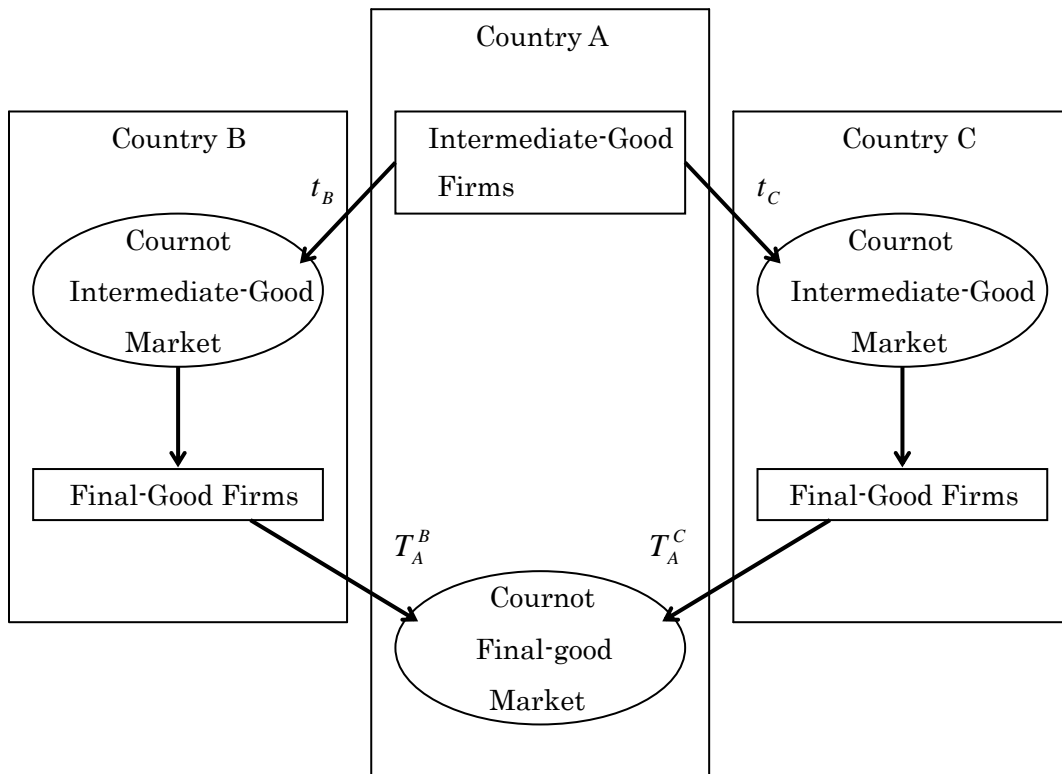 Country A
Country B
Intermediate-Good
Firms
Country C
t_B
t_C
Cournot
Intermediate-Good
Market
Cournot
Intermediate-Good
Market
Final-Good Firms
Final-Good Firms
T_A^B
T_A^C
Cournot
Final-good
Market